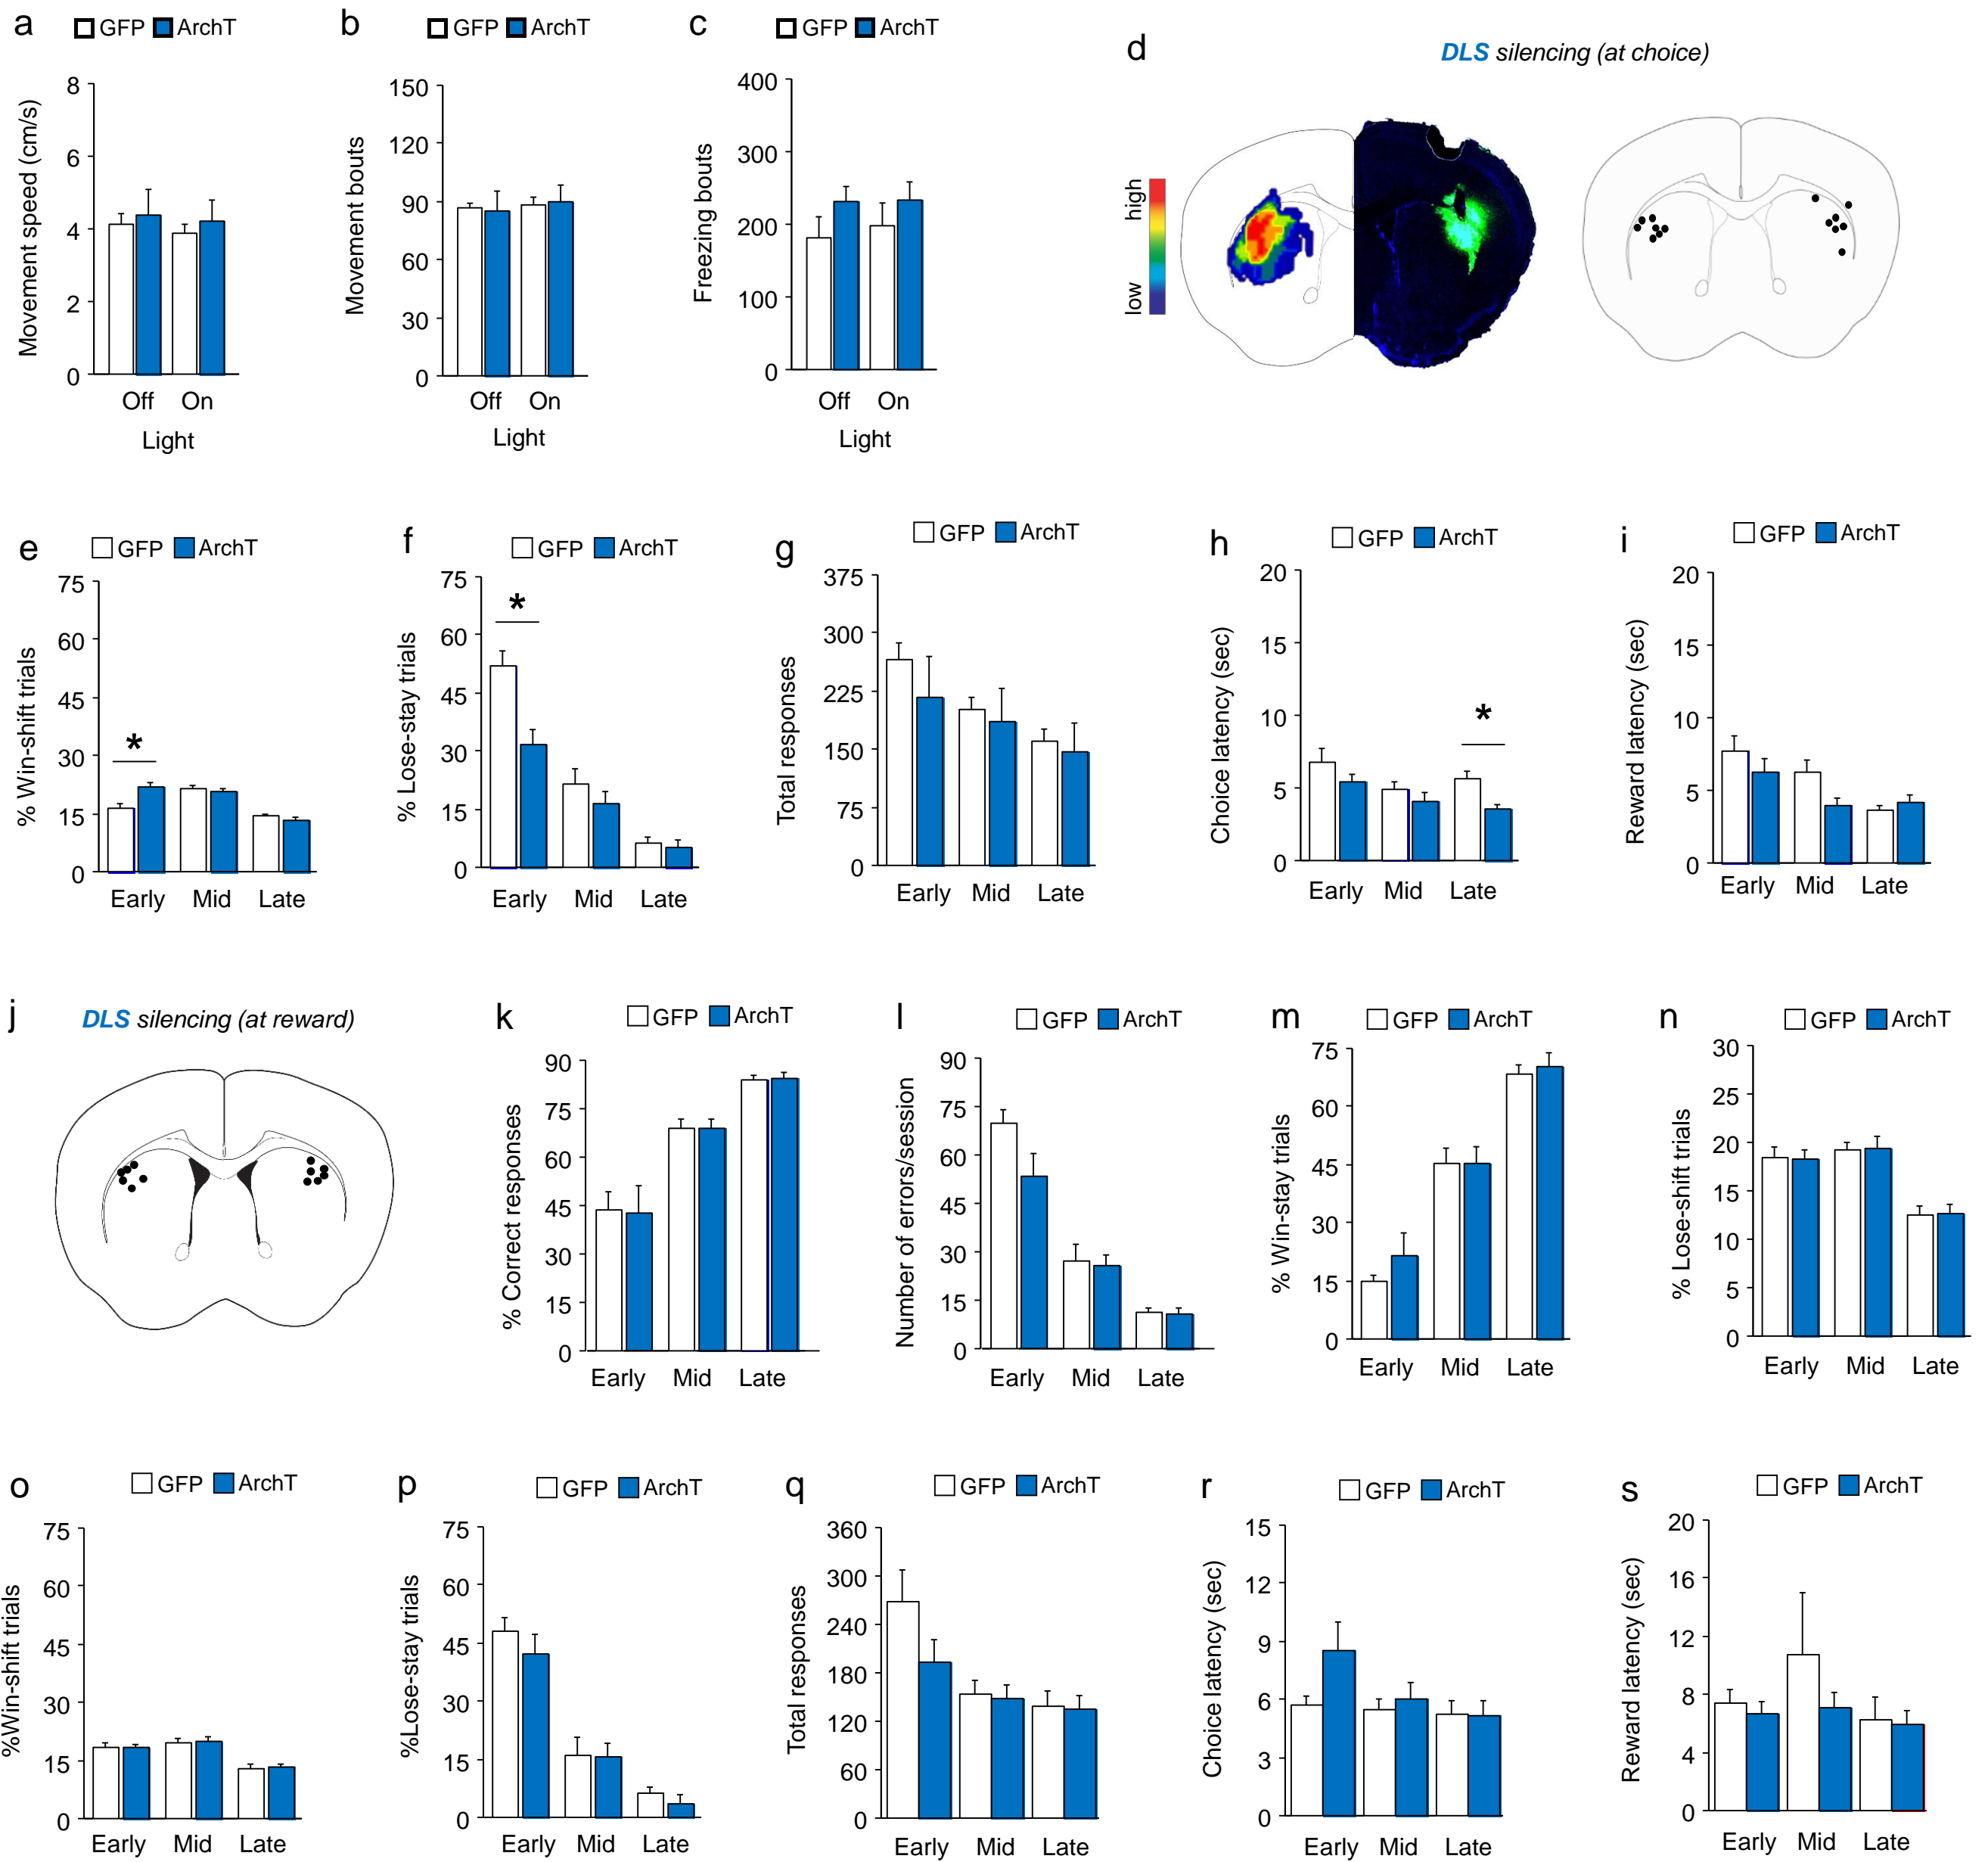 a
GFP ArchT
Movement speed (cm/s)
8
6
4
2
0
Off On
Light
b
GFP ArchT
Movement bouts
150
120
90
60
30
0
Off On
Light
c
GFP ArchT
Freezing bouts
400
300
200
100
0
Off On
Light
d
DLS silencing (at choice)
high
low
e
GFP ArchT
% Win-shift trials
75
60
45
30
15
0
*
Early Mid Late
f
GFP ArchT
% Lose-stay trials
75
60
45
30
15
0
*
Early Mid Late
g
GFP ArchT
Total responses
375
300
225
150
75
0
Early Mid Late
h
GFP ArchT
Choice latency (sec)
20
15
10
5
0
*
Early Mid Late
i
GFP ArchT
Reward latency (sec)
20
15
10
5
0
Early Mid Late
j
DLS silencing (at reward)
k
GFP ArchT
% Correct responses
90
75
60
45
30
15
0
Early Mid Late
l
GFP ArchT
Number of errors/session
90
75
60
45
30
15
0
Early Mid Late
m
GFP ArchT
% Win-stay trials
75
60
45
30
15
0
Early Mid Late
n
GFP ArchT
% Lose-shift trials
30
25
20
15
10
5
0
Early Mid Late
o
GFP ArchT
%Win-shift trials
75
60
45
30
15
0
Early Mid Late
p
GFP ArchT
%Lose-stay trials
75
60
45
30
15
0
Early Mid Late
q
GFP ArchT
Total responses
360
300
240
180
120
60
0
Early Mid Late
r
GFP ArchT
Choice latency (sec)
15
12
9
6
3
0
Early Mid Late
s
GFP ArchT
Reward latency (sec)
20
16
12
8
4
0
Early Mid Late